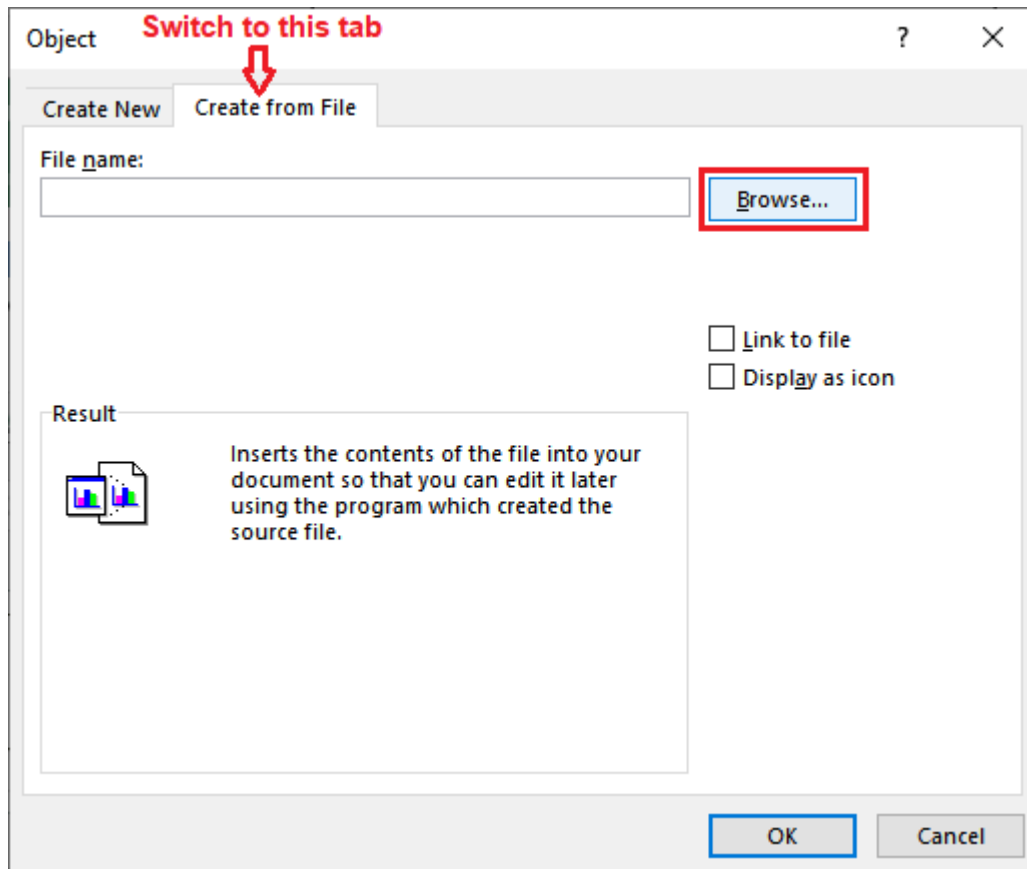 Switch to this tab
Object
?
Create New
Create from File
File name:
Browse...
Link to file
Display as icon
Result
Inserts the contents of the file into your
document so that you can edit it later
using the program which created the
source file.
OK
Cancel